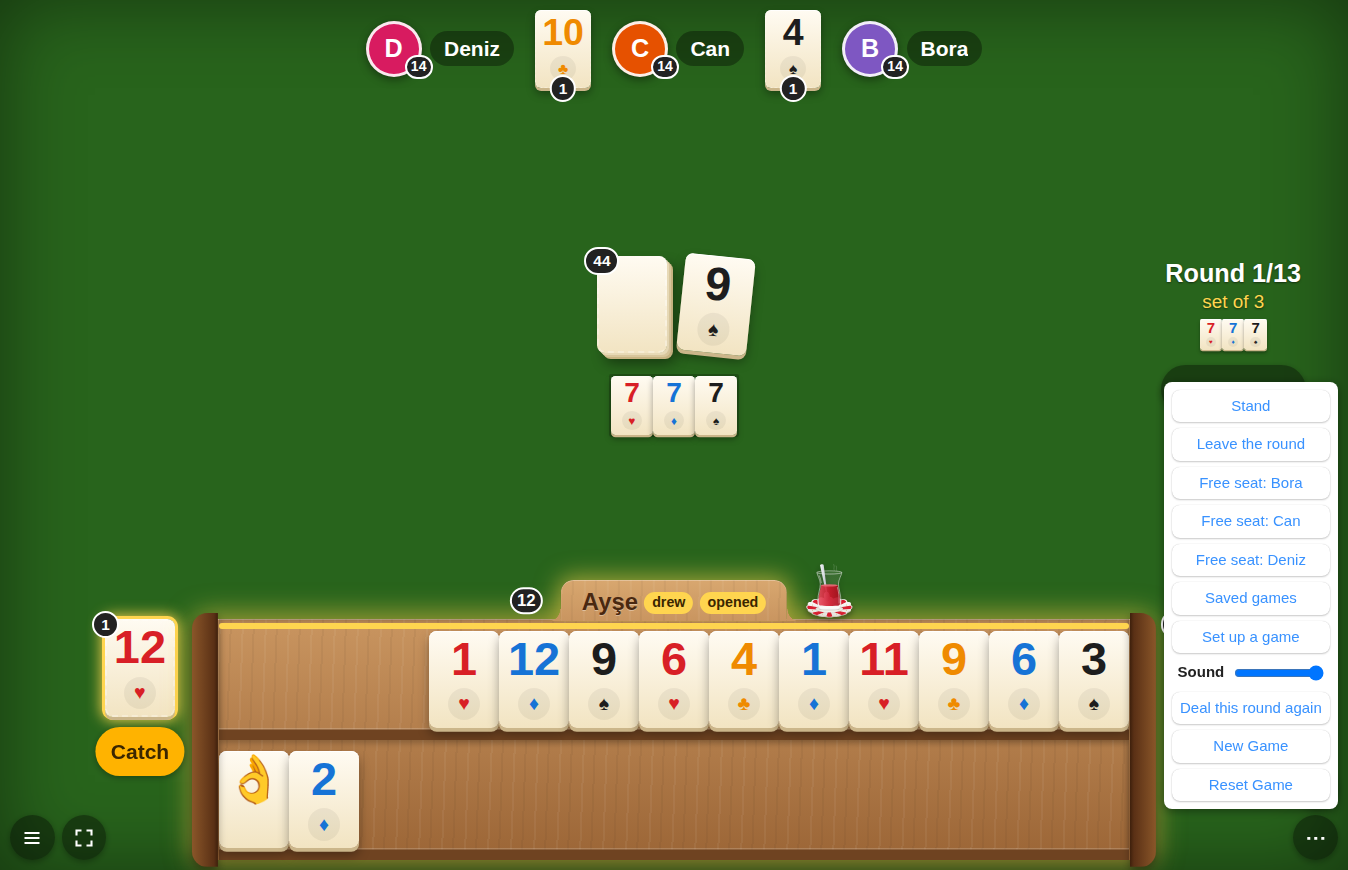 D 14 Deniz 10 ♣ 1 C 14 Can 4 ♠ 1 B 14 Bora
44 9 ♠
Round 1/13
set of 3
7 ♥ 7 ♦ 7 ♠
7 ♥ 7 ♦ 7 ♠
Stand
Leave the round
Free seat: Bora
Free seat: Can
Free seat: Deniz
Saved games
Set up a game
Sound
Deal this round again
New Game
Reset Game
12 Ayşe drew opened
1 12 ♥
Catch
1 ♥ 12 ♦ 9 ♠ 6 ♥ 4 ♣ 1 ♦ 11 ♥ 9 ♣ 6 ♦ 3 ♠
👌 2 ♦